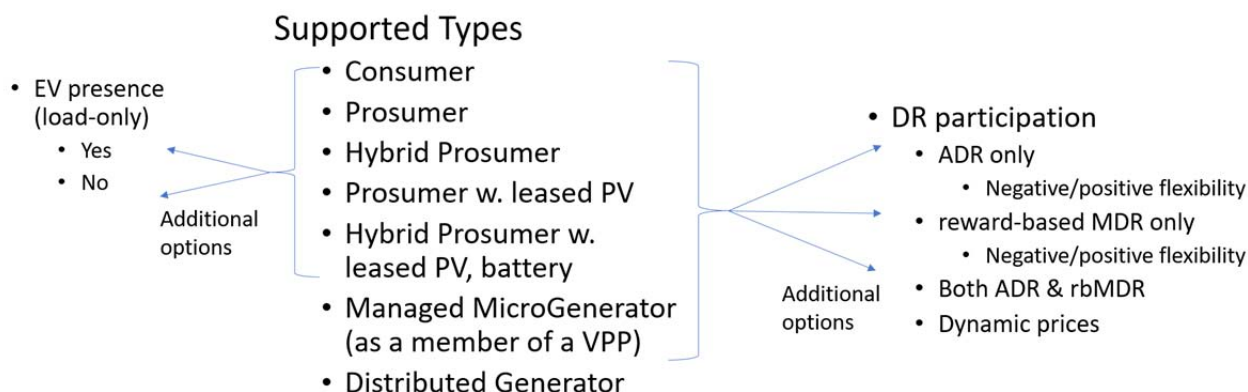 Supported Types
• EV presence
(load-only)
• Yes
• No
Additional
options
• Consumer
• Prosumer
• Hybrid Prosumer
• Prosumer w. leased PV
• Hybrid Prosumer w.
leased PV, battery
• Managed MicroGenerator
(as a member of a VPP)
• Distributed Generator
• DR participation
• ADR only
• Negative/positive flexibility
• reward-based MDR only
• Negative/positive flexibility
• Both ADR & rbMDR
• Dynamic prices
Additional
options